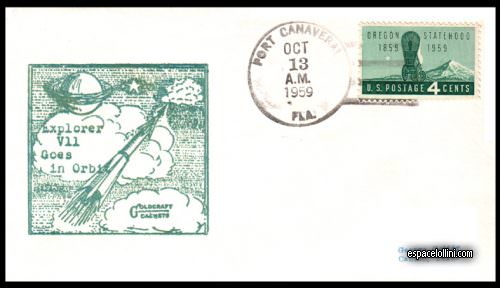 PORT CANAVERAL
OCT
13
A.M.
1959
FLA.
OREGON STATEHOOD
1859 1959
U.S. POSTAGE 4 CENTS
Explorer
V11
Goes
in Orbit
GOLDCRAFT
CACHETS
espacelollini.com